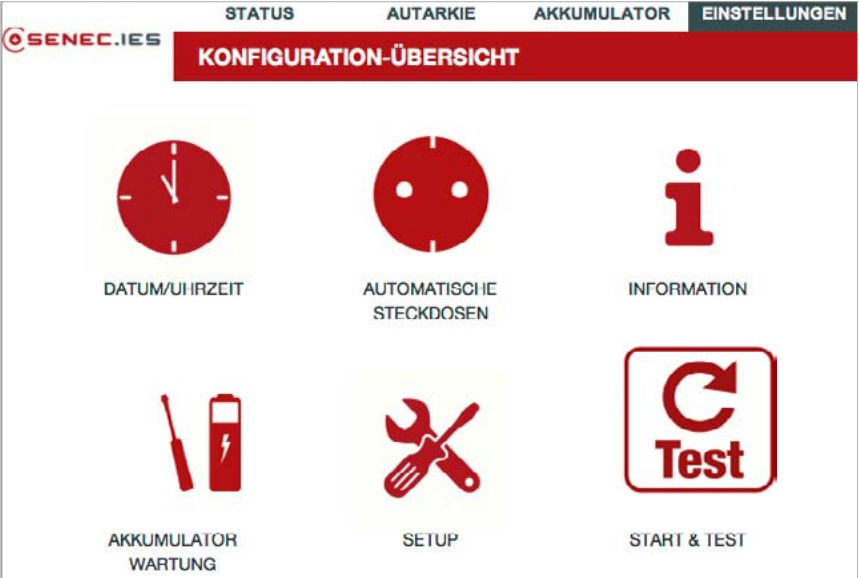 STATUS AUTARKIE AKKUMULATOR EINSTELLUNGEN
SENEC.IES
KONFIGURATION-ÜBERSICHT
DATUM/UHRZEIT
AUTOMATISCHE
STECKDOSEN
INFORMATION
Test
AKKUMULATOR
WARTUNG
SETUP
START & TEST